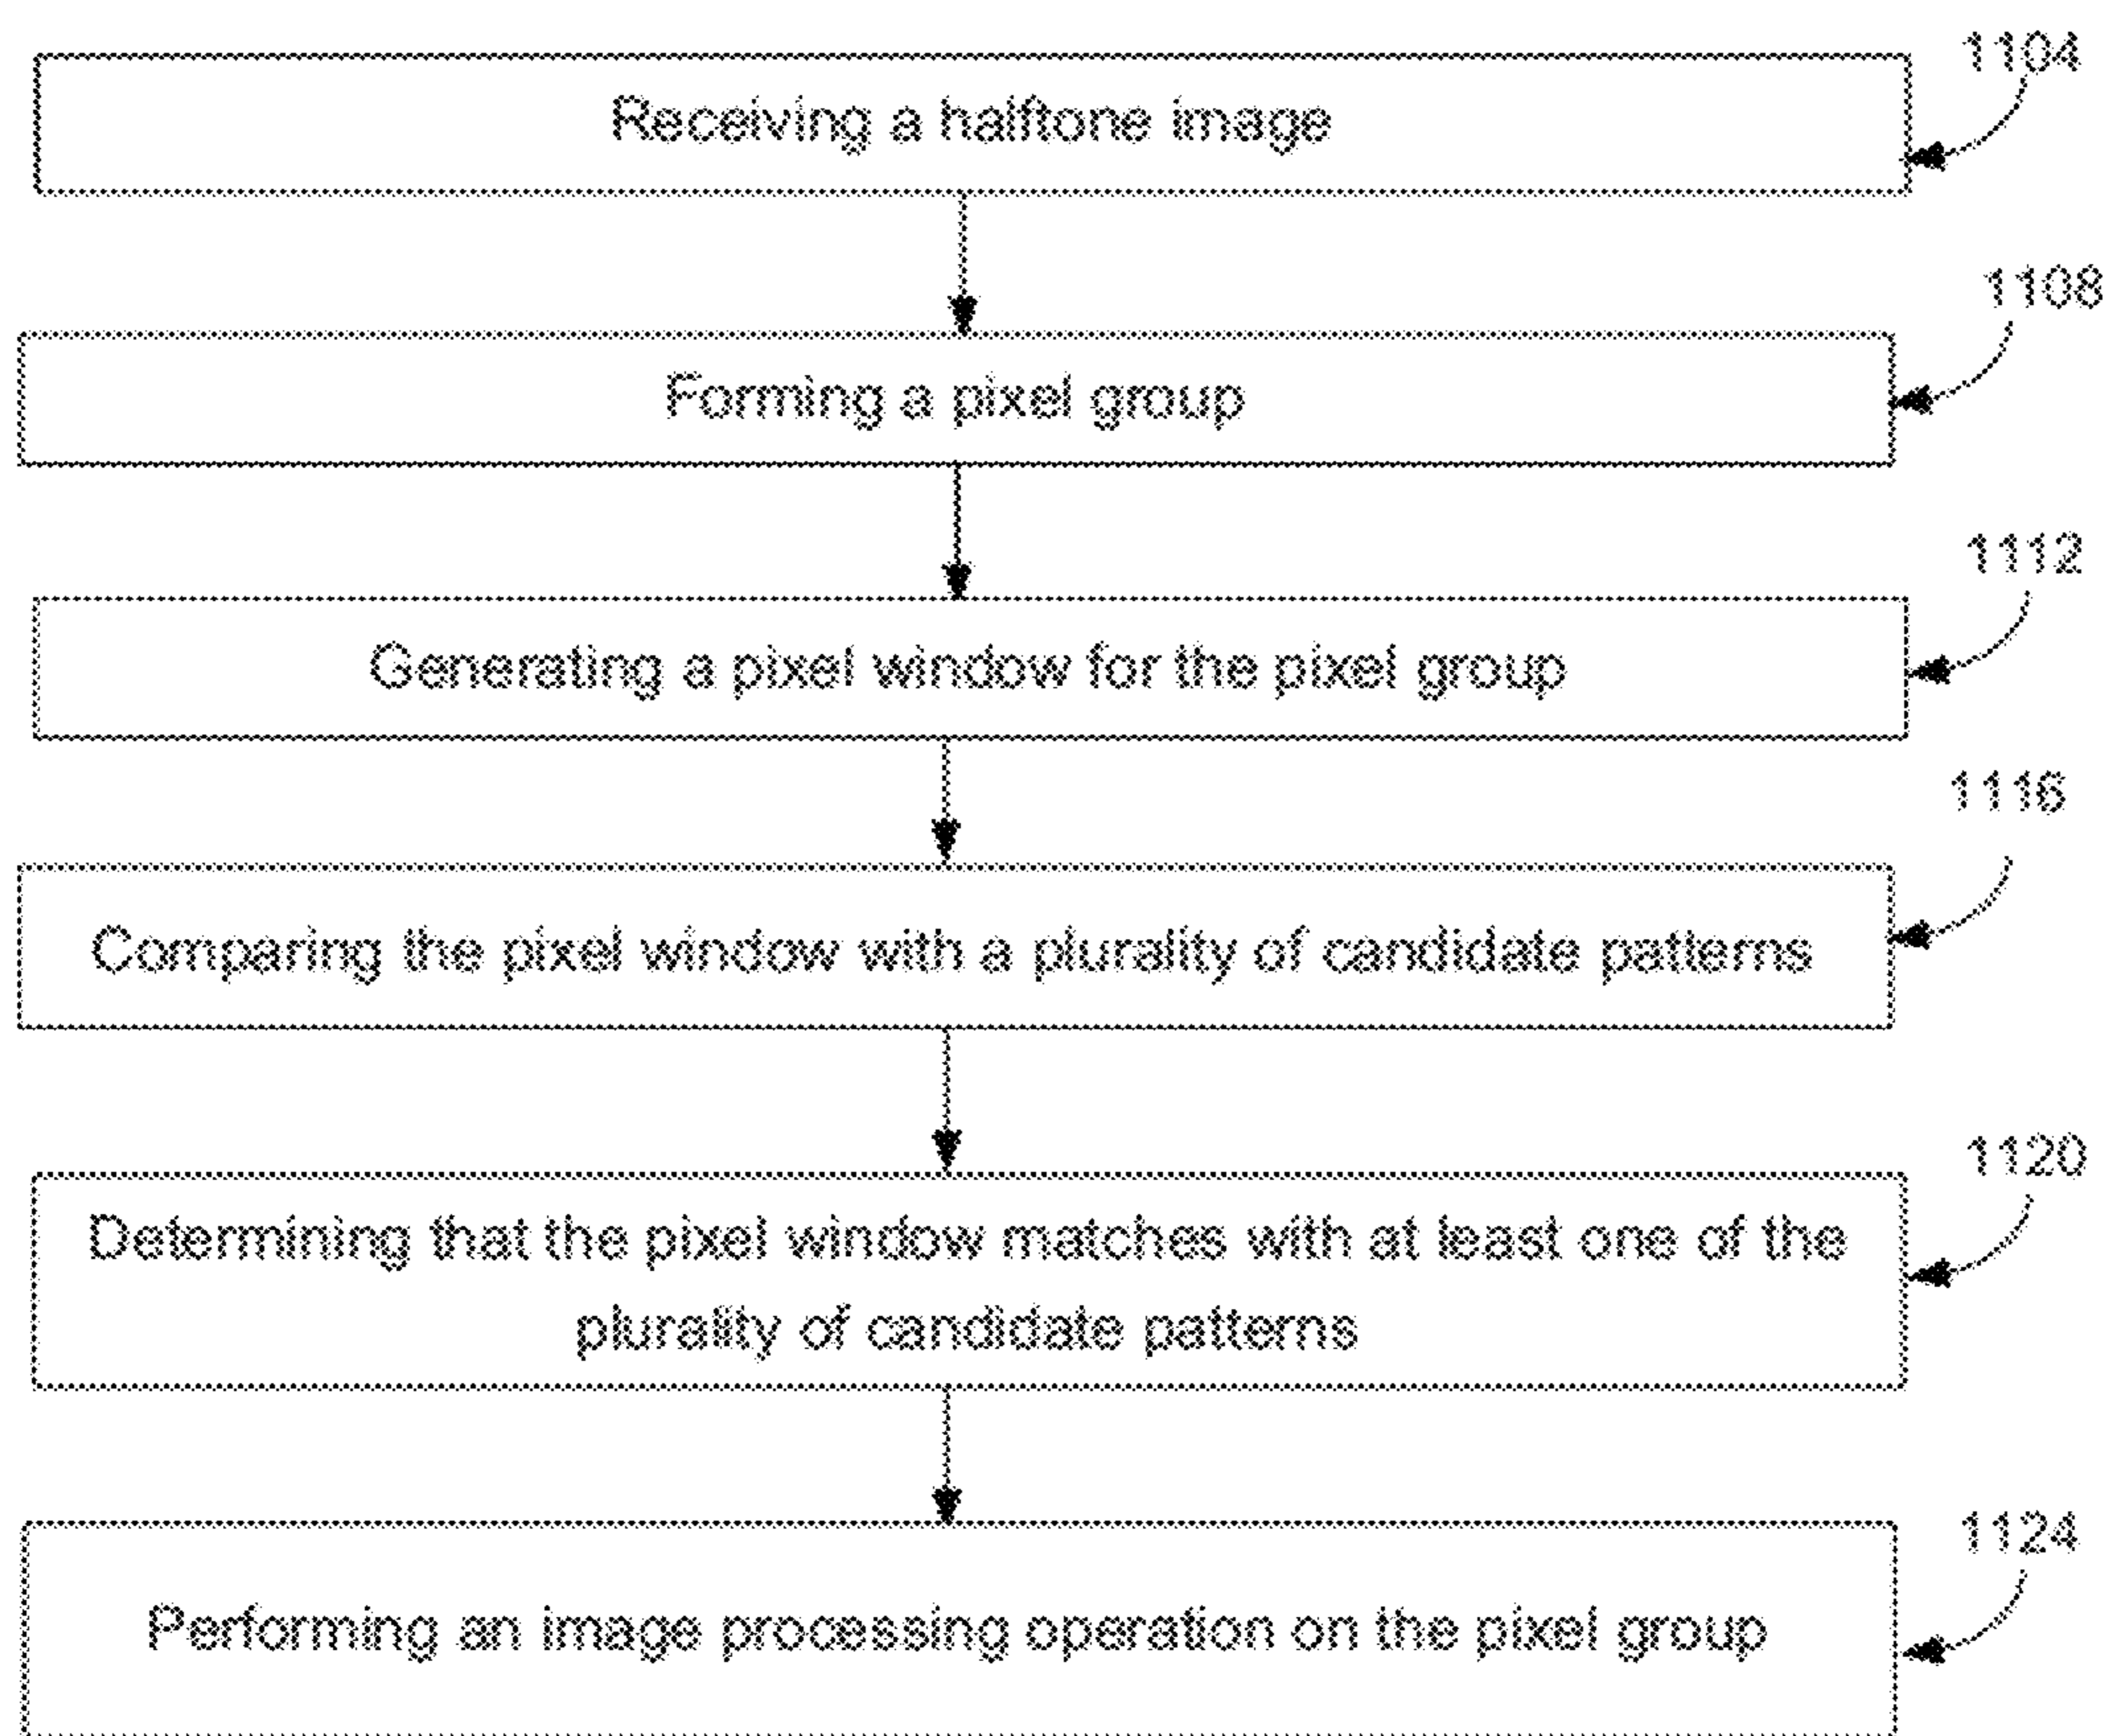 1104
Receiving a halftone image
1108
Forming a pixel group
1112
Generating a pixel window for the pixel group
1116
Comparing the pixel window with a plurality of candidate patterns
1120
Determining that the pixel window matches with at least one of the
plurality of candidate patterns
1124
Performing an image processing operation on the pixel group